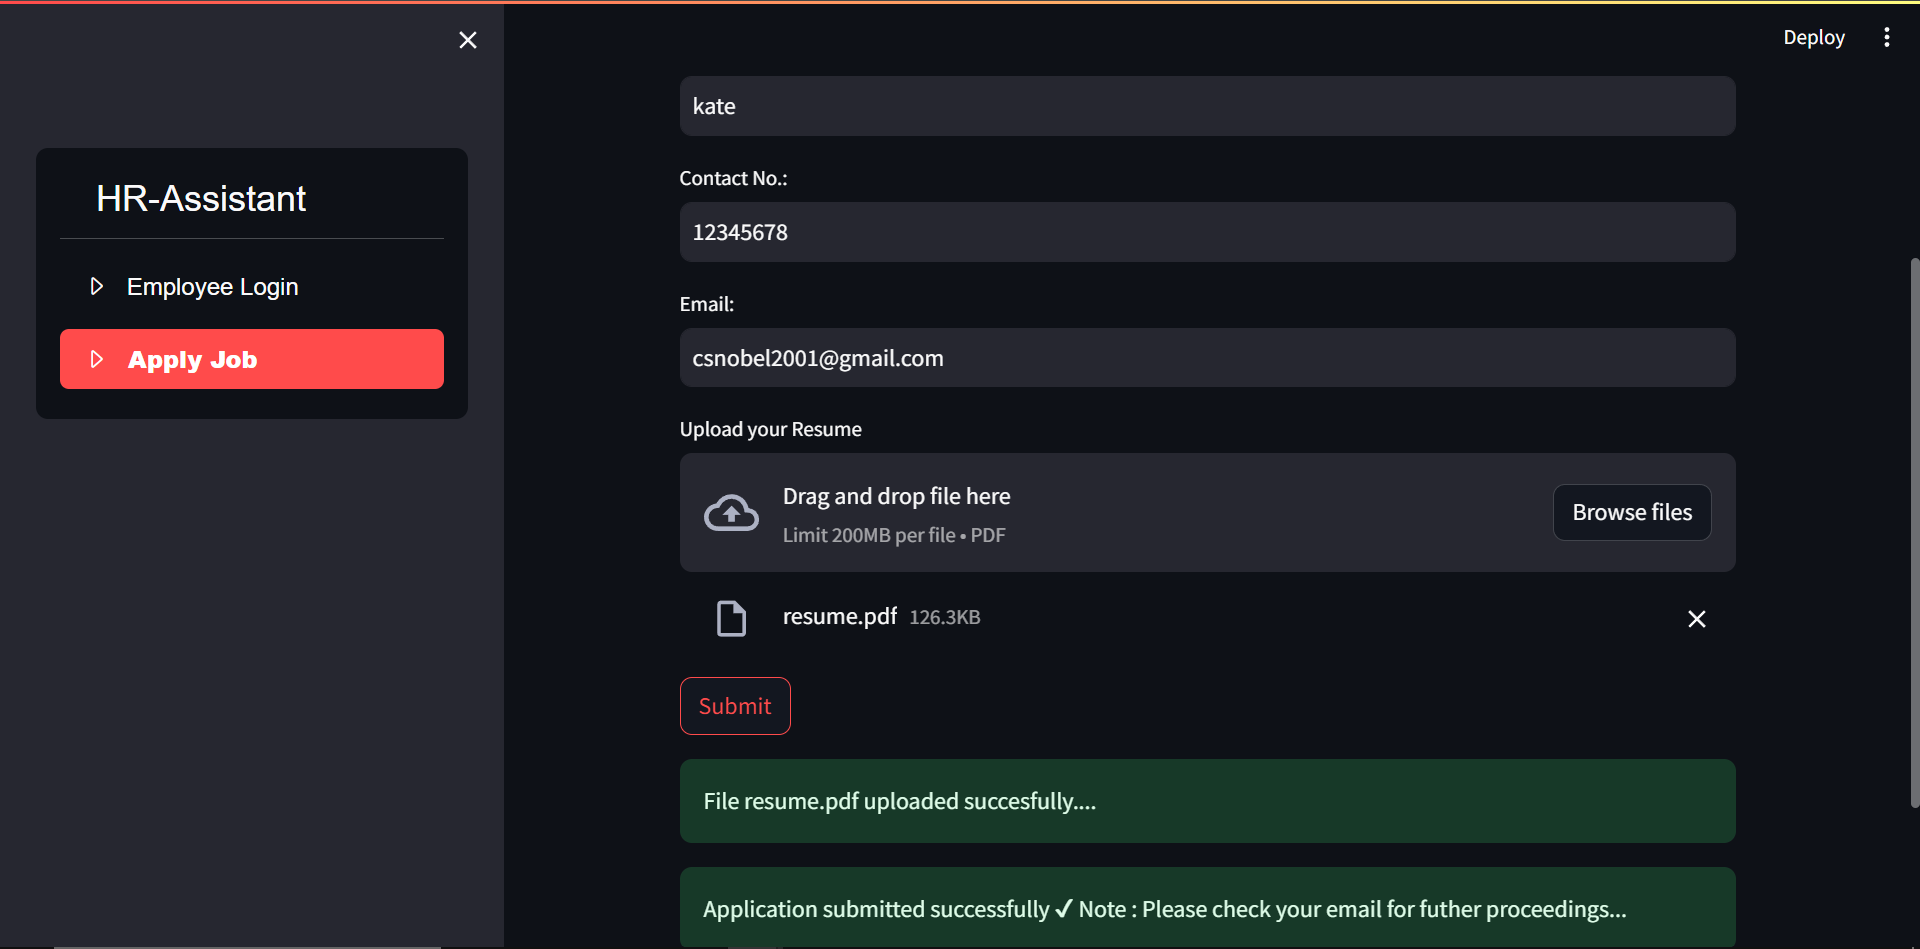 Deploy
HR-Assistant
Employee Login
Apply Job
kate
Contact No.:
12345678
Email:
csnobel2001@gmail.com
Upload your Resume
Drag and drop file here
Limit 200MB per file • PDF
Browse files
resume.pdf 126.3KB
Submit
File resume.pdf uploaded succesfully....
Application submitted successfully ✓ Note : Please check your email for futher proceedings...